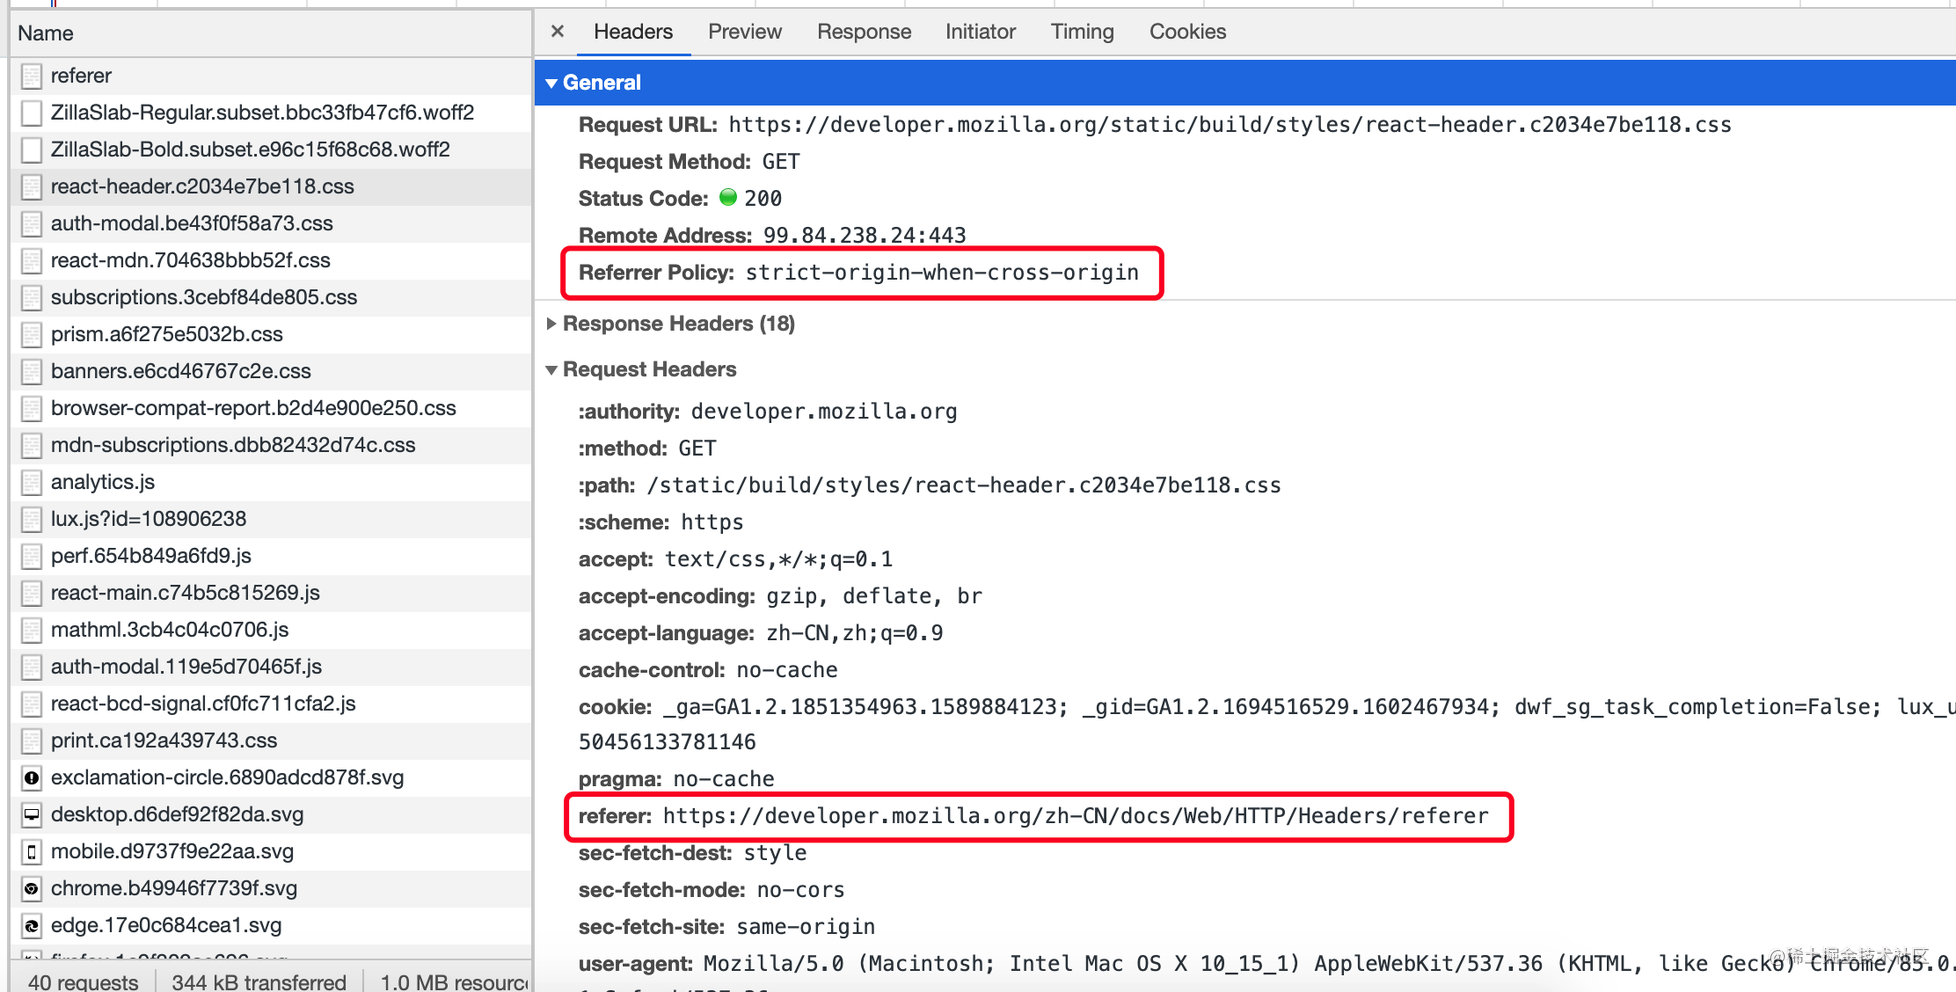 Name
referer
ZillaSlab-Regular.subset.bbc33fb47cf6.woff2
ZillaSlab-Bold.subset.e96c15f68c68.woff2
react-header.c2034e7be118.css
auth-modal.be43f0f58a73.css
react-mdn.704638bbb52f.css
subscriptions.3cebf84de805.css
prism.a6f275e5032b.css
banners.e6cd46767c2e.css
browser-compat-report.b2d4e900e250.css
mdn-subscriptions.dbb82432d74c.css
analytics.js
lux.js?id=108906238
perf.654b849a6fd9.js
react-main.c74b5c815269.js
mathml.3cb4c04c0706.js
auth-modal.119e5d70465f.js
react-bcd-signal.cf0fc711cfa2.js
print.ca192a439743.css
exclamation-circle.6890adcd878f.svg
desktop.d6def92f82da.svg
mobile.d9737f9e22aa.svg
chrome.b49946f7739f.svg
edge.17e0c684cea1.svg
40 requests 344 kB transferred 1.0 MB resourc
× Headers Preview Response Initiator Timing Cookies
General
Request URL: https://developer.mozilla.org/static/build/styles/react-header.c2034e7be118.css
Request Method: GET
Status Code: 200
Remote Address: 99.84.238.24:443
Referrer Policy: strict-origin-when-cross-origin
Response Headers (18)
Request Headers
:authority: developer.mozilla.org
:method: GET
:path: /static/build/styles/react-header.c2034e7be118.css
:scheme: https
accept: text/css,*/*;q=0.1
accept-encoding: gzip, deflate, br
accept-language: zh-CN,zh;q=0.9
cache-control: no-cache
cookie: _ga=GA1.2.1851354963.1589884123; _gid=GA1.2.1694516529.1602467934; dwf_sg_task_completion=False; lux_u
50456133781146
pragma: no-cache
referer: https://developer.mozilla.org/zh-CN/docs/Web/HTTP/Headers/referer
sec-fetch-dest: style
sec-fetch-mode: no-cors
sec-fetch-site: same-origin
user-agent: Mozilla/5.0 (Macintosh; Intel Mac OS X 10_15_1) AppleWebKit/537.36 (KHTML, like Gecko) Chrome/85.0.
@稀土掘金技术社区